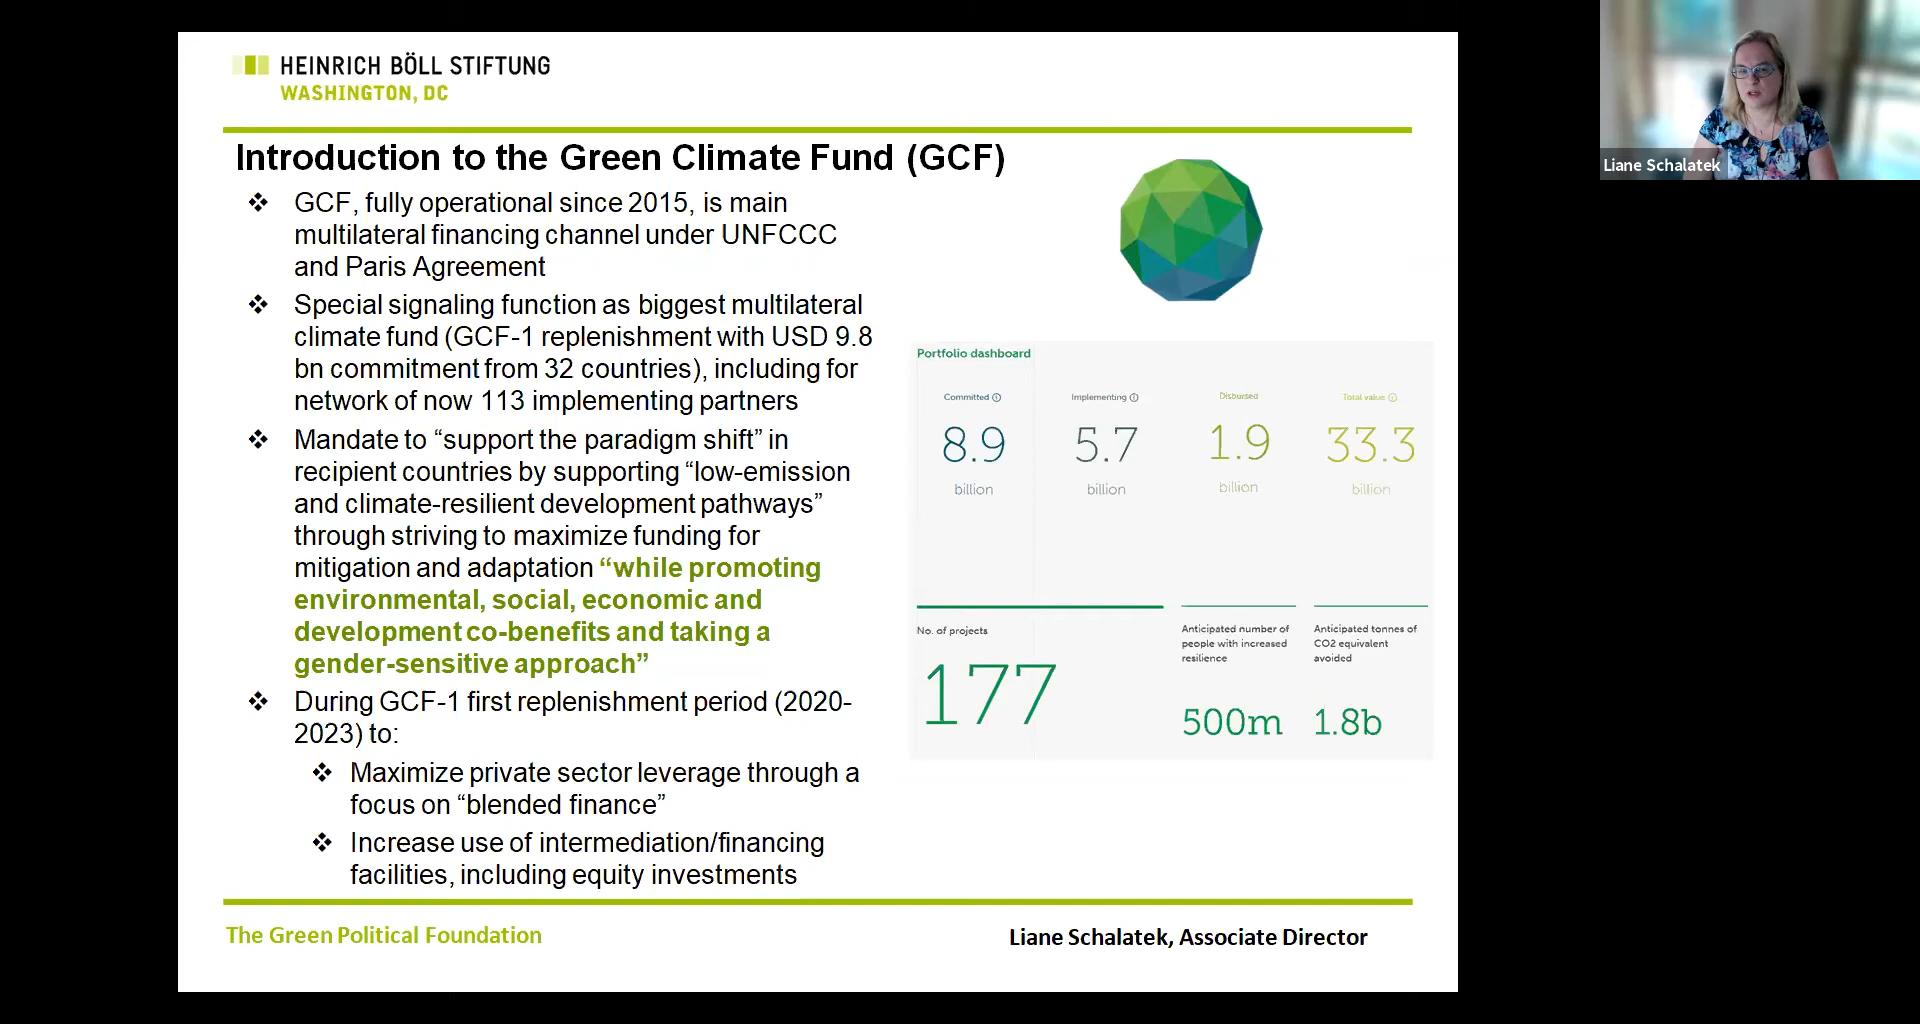 HEINRICH BÖLL STIFTUNG
WASHINGTON, DC
Introduction to the Green Climate Fund (GCF)
GCF, fully operational since 2015, is main
multilateral financing channel under UNFCCC
and Paris Agreement
Special signaling function as biggest multilateral
climate fund (GCF-1 replenishment with USD 9.8
bn commitment from 32 countries), including for
network of now 113 implementing partners
Mandate to “support the paradigm shift” in
recipient countries by supporting “low-emission
and climate-resilient development pathways”
through striving to maximize funding for
mitigation and adaptation “while promoting
environmental, social, economic and
development co-benefits and taking a
gender-sensitive approach”
During GCF-1 first replenishment period (2020-
2023) to:
Maximize private sector leverage through a
focus on “blended finance”
Increase use of intermediation/financing
facilities, including equity investments
Portfolio dashboard
Committed
8.9
billion
Implementing
5.7
billion
Disbursed
1.9
billion
Total value
33.3
billion
No. of projects
177
Anticipated number of
people with increased
resilience
500m
Anticipated tonnes of
CO2 equivalent
avoided
1.8b
The Green Political Foundation
Liane Schalatek, Associate Director
Liane Schalatek